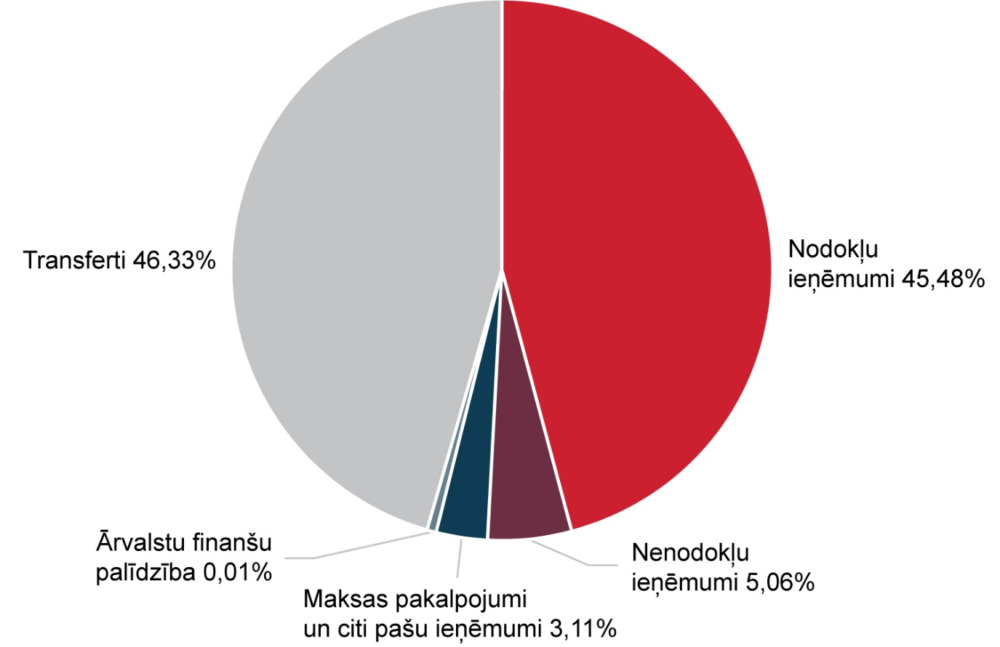 Transferti 46,33%
Nodokļu
ieņēmumi 45,48%
Ārvalstu finanšu
palīdzība 0,01%
Nenodokļu
ieņēmumi 5,06%
Maksas pakalpojumi
un citi pašu ieņēmumi 3,11%